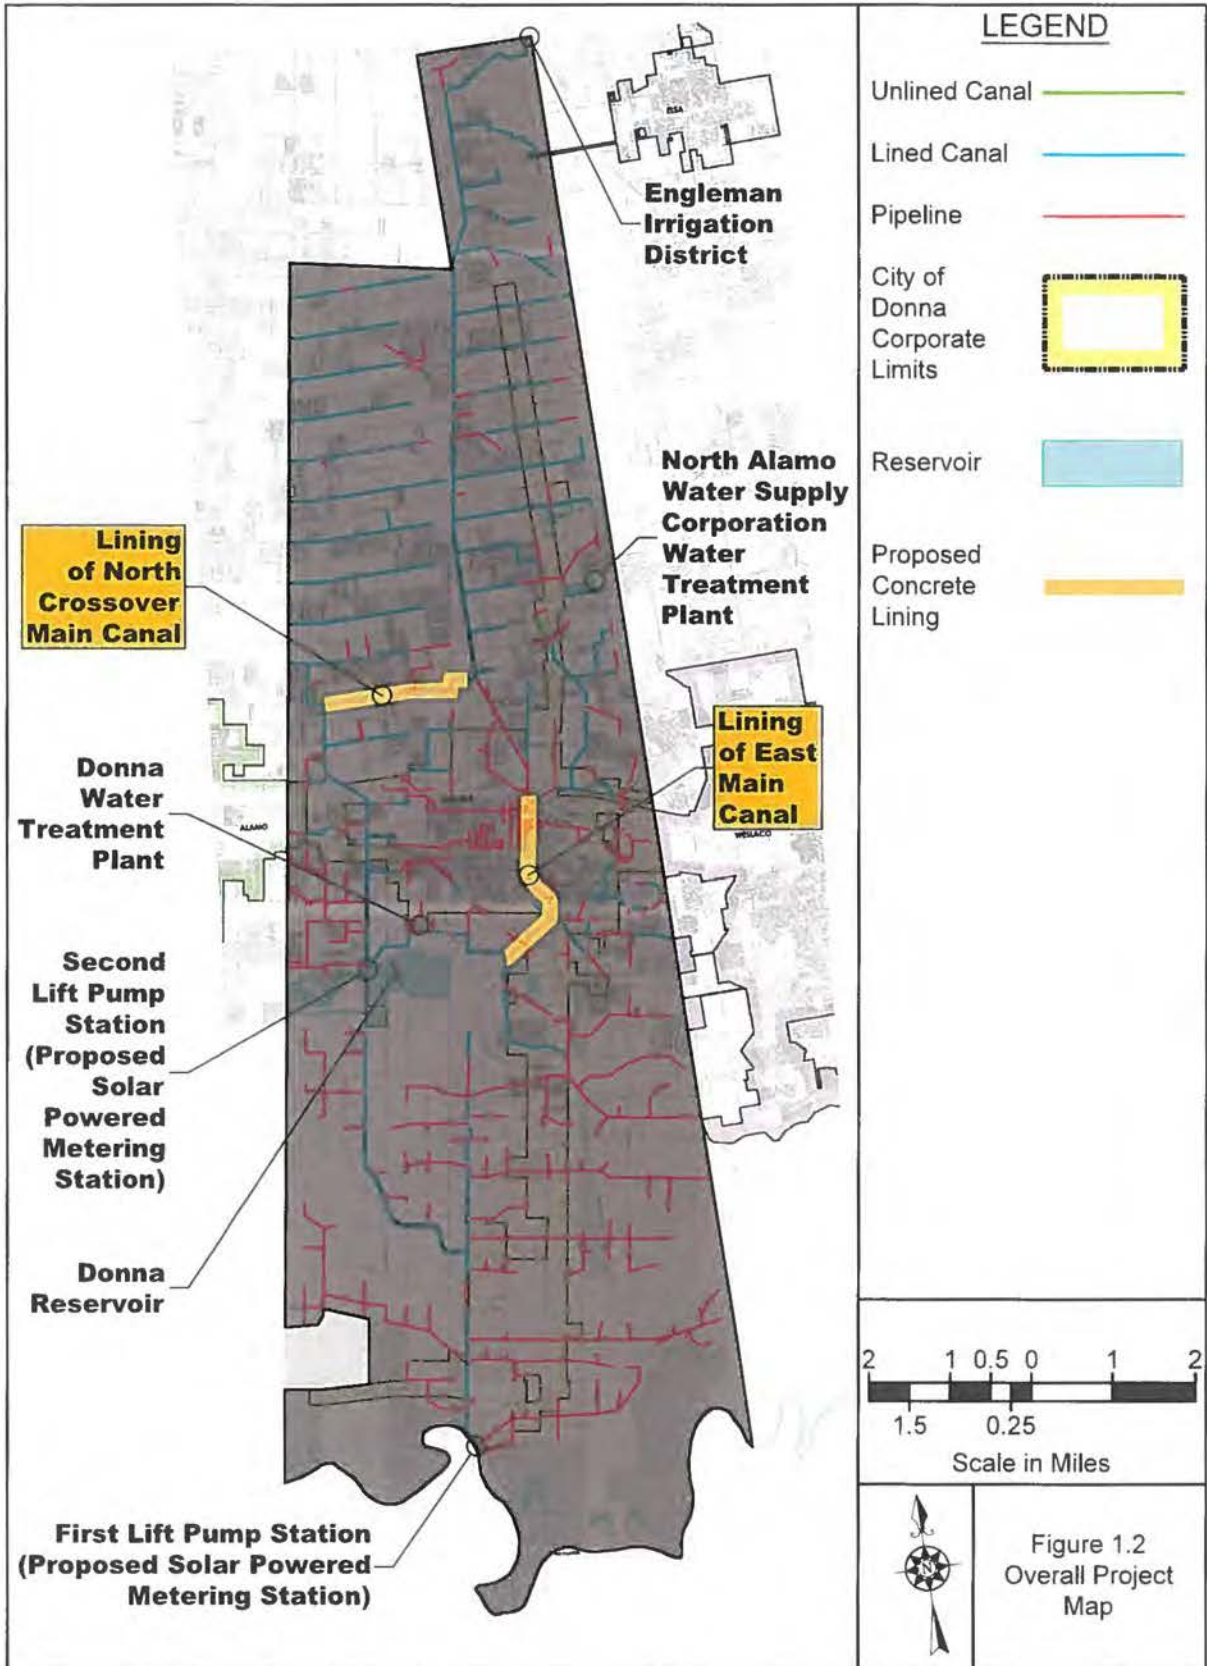 LEGEND
Unlined Canal
Lined Canal
Pipeline
City of
Donna
Corporate
Limits
Reservoir
Proposed
Concrete
Lining
ELSA
Engleman
Irrigation
District
North Alamo
Water Supply
Corporation
Water
Treatment
Plant
Lining
of North
Crossover
Main Canal
Lining
of East
Main
Canal
Donna
Water
Treatment
Plant
ALAMO
WESLACO
Second
Lift Pump
Station
(Proposed
Solar
Powered
Metering
Station)
Donna
Reservoir
First Lift Pump Station
(Proposed Solar Powered
Metering Station)
2 1 0.5 0 1 2
1.5 0.25
Scale in Miles
N
Figure 1.2
Overall Project
Map